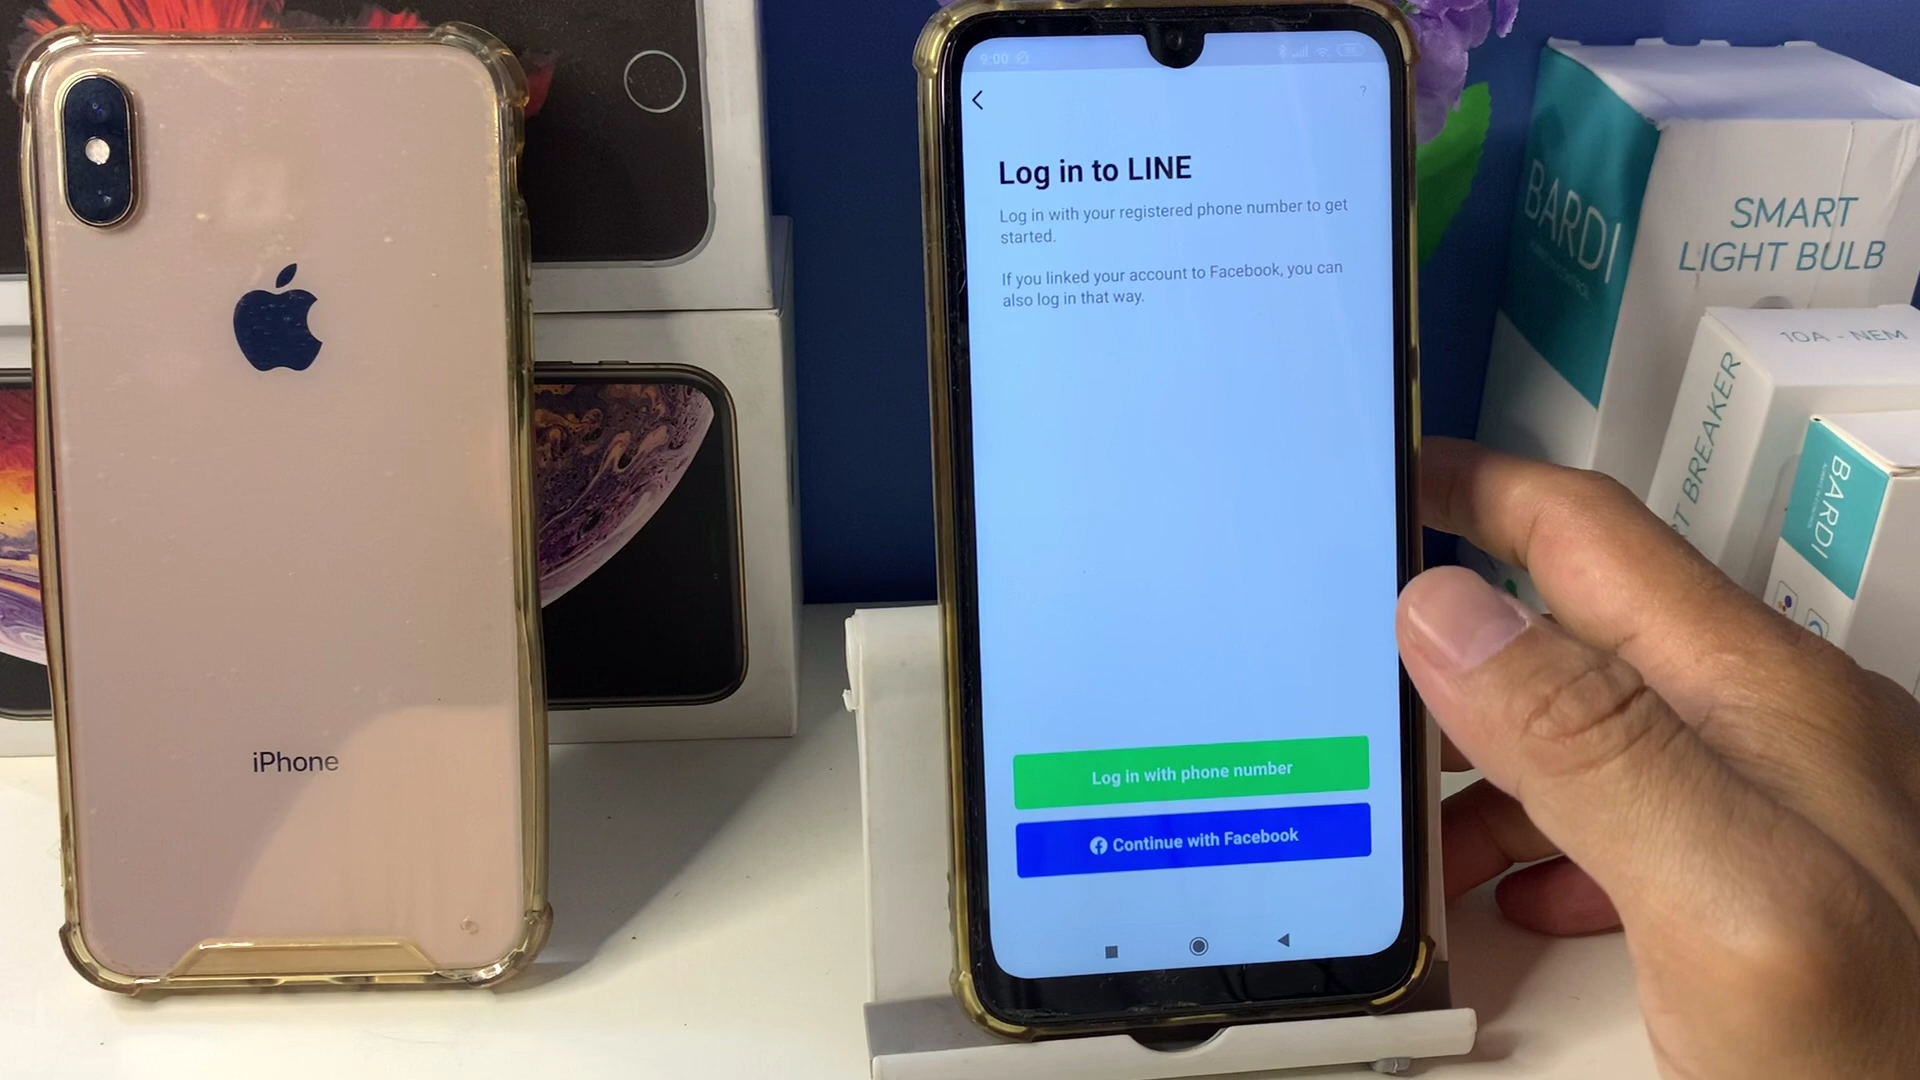 iPhone
9:00
?
Log in to LINE
Log in with your registered phone number to get
started.
If you linked your account to Facebook, you can
also log in that way.
Log in with phone number
Continue with Facebook
BARDI
SMART
LIGHT BULB
10A - NEM
BREAKER
BARDI